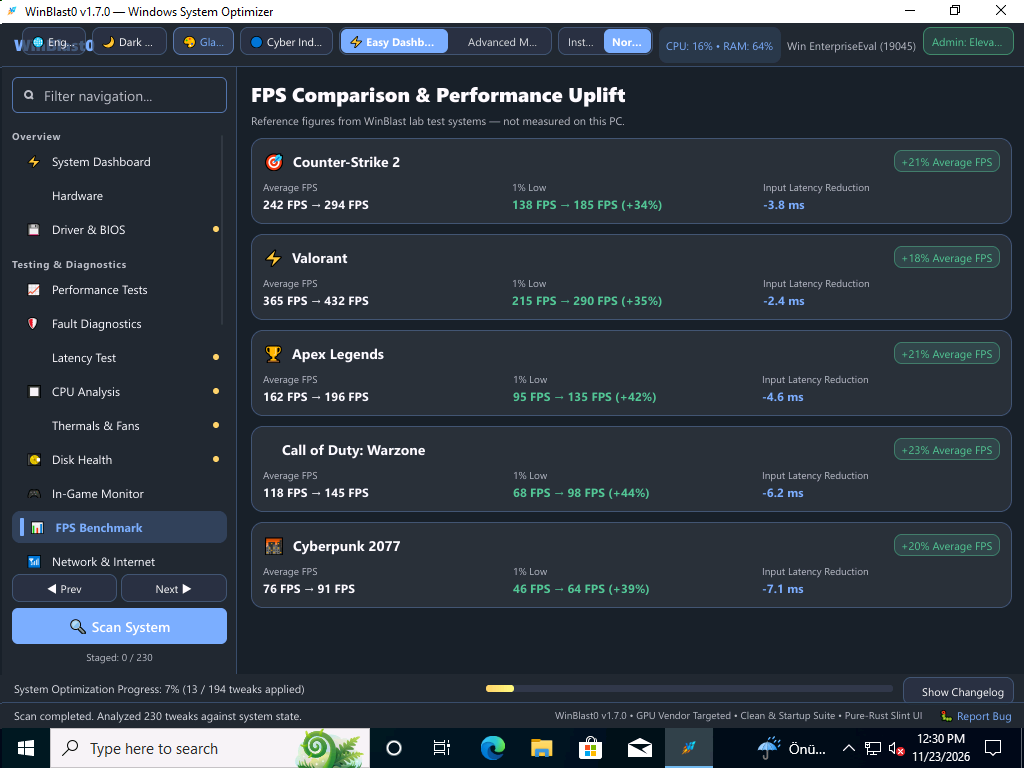 WinBlast0 v1.7.0 — Windows System Optimizer
WinBlast0
Eng...
Dark ...
Gla...
Cyber Ind...
Easy Dashb...
Advanced M...
Inst...
Nor...
CPU: 16% • RAM: 64%
Win EnterpriseEval (19045)
Admin: Eleva...
Filter navigation...
Overview
System Dashboard
Hardware
Driver & BIOS
Testing & Diagnostics
Performance Tests
Fault Diagnostics
Latency Test
CPU Analysis
Thermals & Fans
Disk Health
In-Game Monitor
FPS Benchmark
Network & Internet
◀ Prev
Next ▶
Scan System
Staged: 0 / 230
FPS Comparison & Performance Uplift
Reference figures from WinBlast lab test systems — not measured on this PC.
Counter-Strike 2
+21% Average FPS
Average FPS
1% Low
Input Latency Reduction
242 FPS → 294 FPS
138 FPS → 185 FPS (+34%)
-3.8 ms
Valorant
+18% Average FPS
Average FPS
1% Low
Input Latency Reduction
365 FPS → 432 FPS
215 FPS → 290 FPS (+35%)
-2.4 ms
Apex Legends
+21% Average FPS
Average FPS
1% Low
Input Latency Reduction
162 FPS → 196 FPS
95 FPS → 135 FPS (+42%)
-4.6 ms
Call of Duty: Warzone
+23% Average FPS
Average FPS
1% Low
Input Latency Reduction
118 FPS → 145 FPS
68 FPS → 98 FPS (+44%)
-6.2 ms
Cyberpunk 2077
+20% Average FPS
Average FPS
1% Low
Input Latency Reduction
76 FPS → 91 FPS
46 FPS → 64 FPS (+39%)
-7.1 ms
System Optimization Progress: 7% (13 / 194 tweaks applied)
Show Changelog
Scan completed. Analyzed 230 tweaks against system state.
WinBlast0 v1.7.0 • GPU Vendor Targeted • Clean & Startup Suite • Pure-Rust Slint UI
Report Bug
Type here to search
Önü...
12:30 PM
11/23/2026